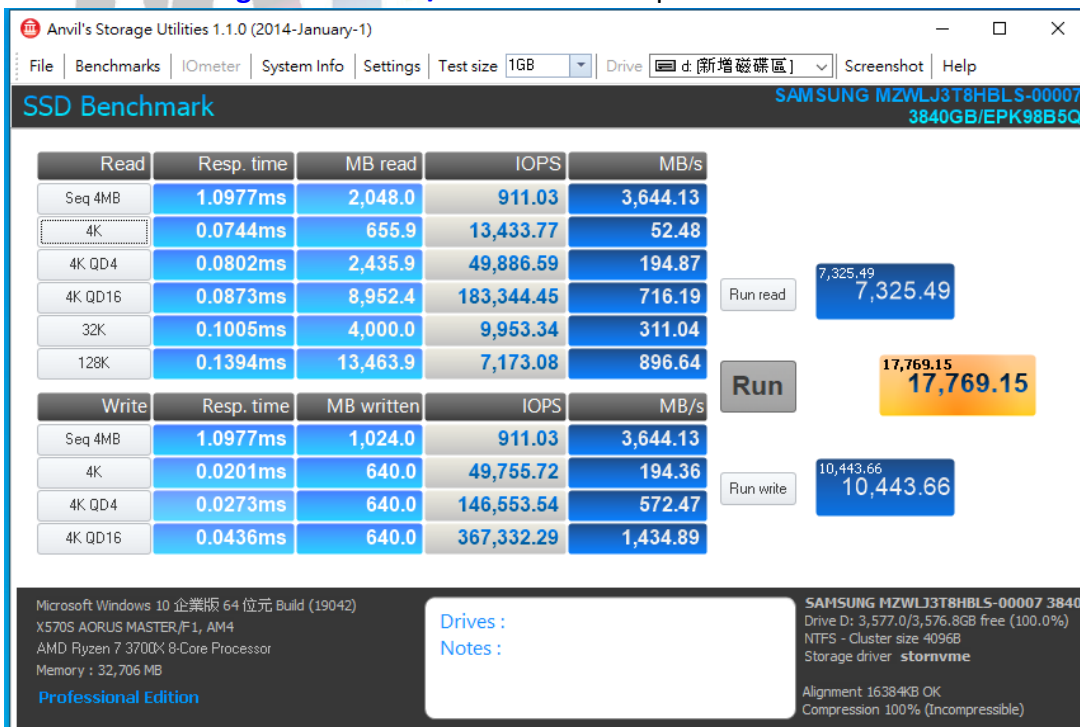 Anvil's Storage Utilities 1.1.0 (2014-January-1)
File Benchmarks IOmeter System Info Settings Test size 1GB Drive d: [新增磁碟區] Screenshot Help
SSD Benchmark
SAMSUNG MZWLJ3T8HBLS-00007
3840GB/EPK98B5Q
Read Resp. time MB read IOPS MB/s
Seq 4MB 1.0977ms 2,048.0 911.03 3,644.13
4K 0.0744ms 655.9 13,433.77 52.48
4K QD4 0.0802ms 2,435.9 49,886.59 194.87
4K QD16 0.0873ms 8,952.4 183,344.45 716.19
32K 0.1005ms 4,000.0 9,953.34 311.04
128K 0.1394ms 13,463.9 7,173.08 896.64
Run read
7,325.49
7,325.49
Run
17,769.15
17,769.15
Write Resp. time MB written IOPS MB/s
Seq 4MB 1.0977ms 1,024.0 911.03 3,644.13
4K 0.0201ms 640.0 49,755.72 194.36
4K QD4 0.0273ms 640.0 146,553.54 572.47
4K QD16 0.0436ms 640.0 367,332.29 1,434.89
Run write
10,443.66
10,443.66
Microsoft Windows 10 企業版 64 位元 Build (19042)
X570S AORUS MASTER/F1, AM4
AMD Ryzen 7 3700X 8-Core Processor
Memory : 32,706 MB
Professional Edition
Drives :
Notes :
SAMSUNG MZWLJ3T8HBLS-00007 3840
Drive D: 3,577.0/3,576.8GB free (100.0%)
NTFS - Cluster size 4096B
Storage driver stornvme
Alignment 16384KB OK
Compression 100% (Incompressible)